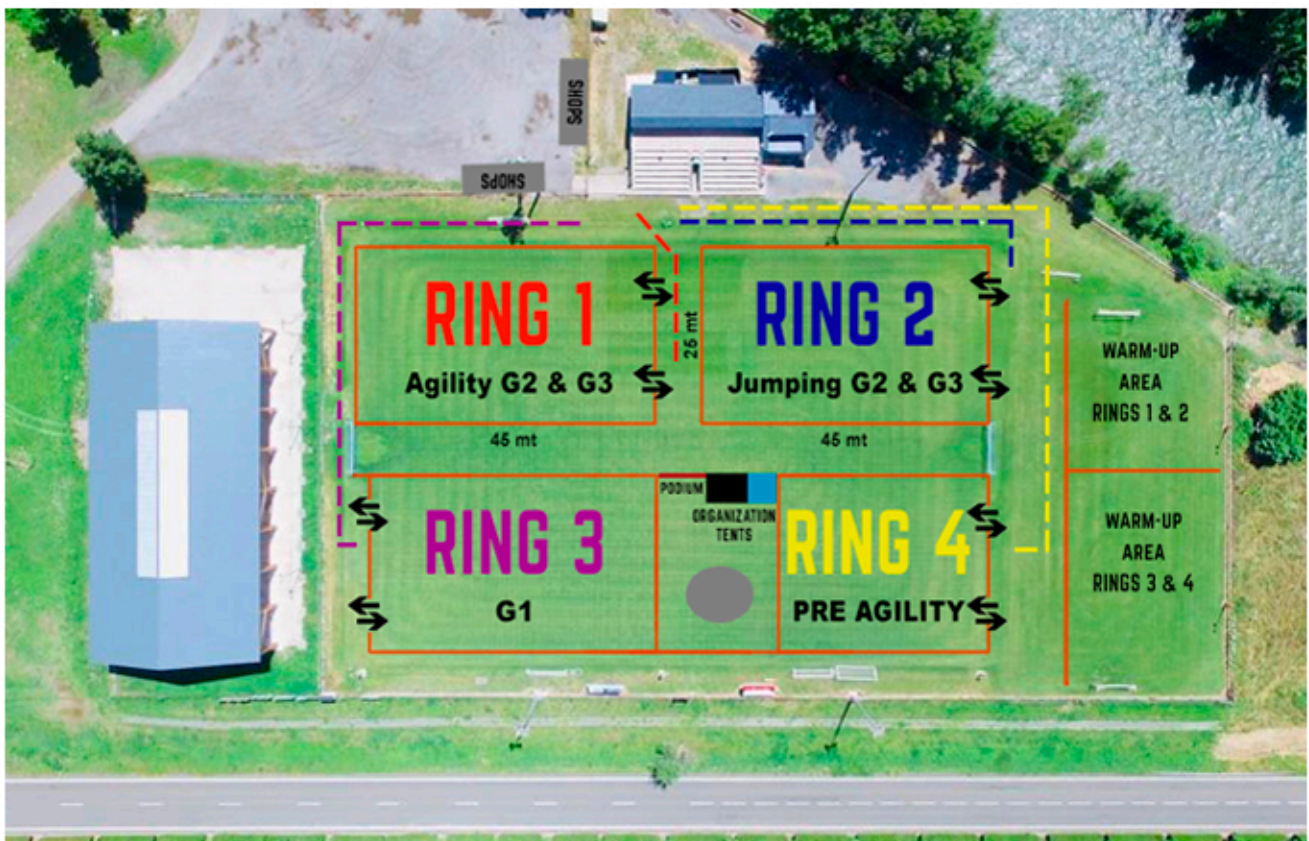 SHOPS
SHOPS
RING 1
Agility G2 & G3
25 mt
RING 2
Jumping G2 & G3
WARM-UP
AREA
RINGS 1 & 2
45 mt
45 mt
PODIUM
ORGANIZATION
TENTS
RING 3
G1
RING 4
PRE AGILITY
WARM-UP
AREA
RINGS 3 & 4